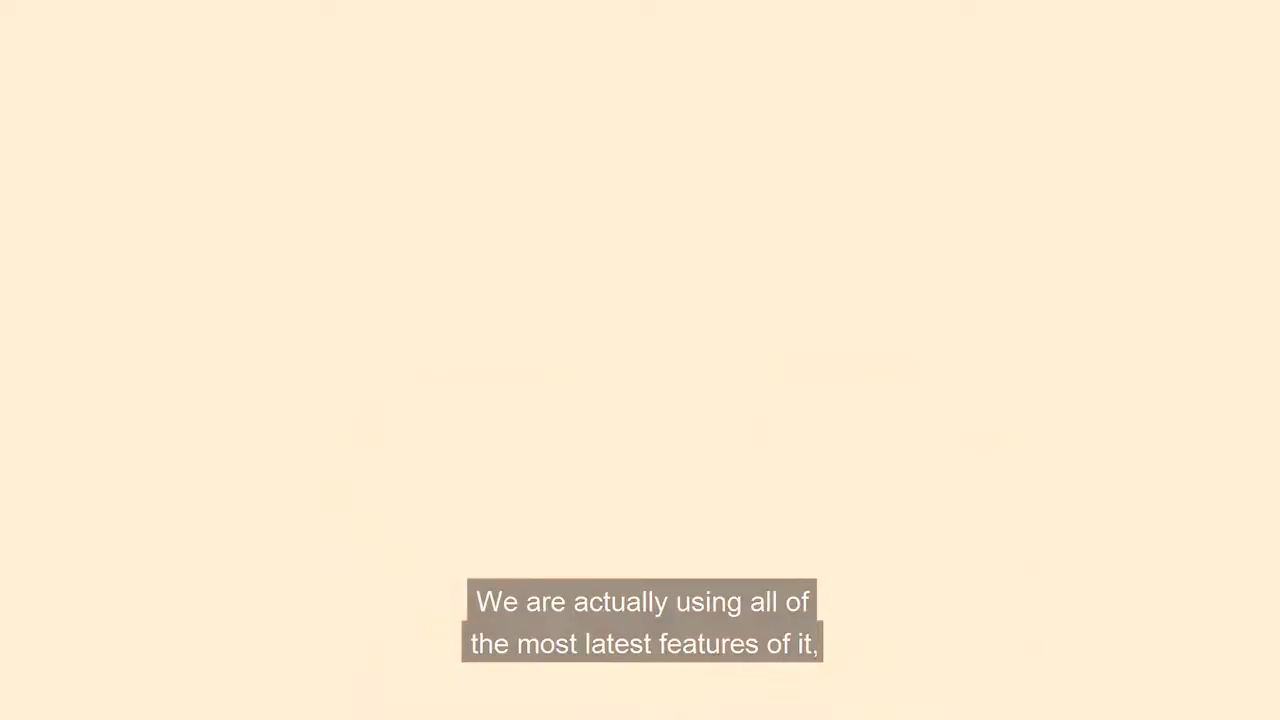 We are actually using all of
the most latest features of it,